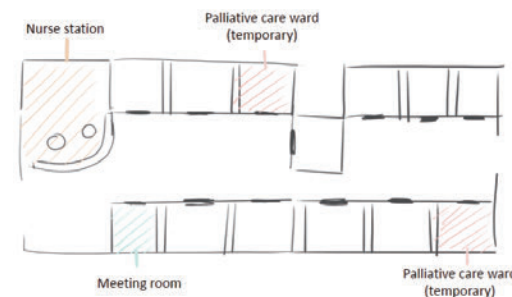 Palliative care ward
(temporary)
Nurse station
Meeting room
Palliative care ward
(temporary)